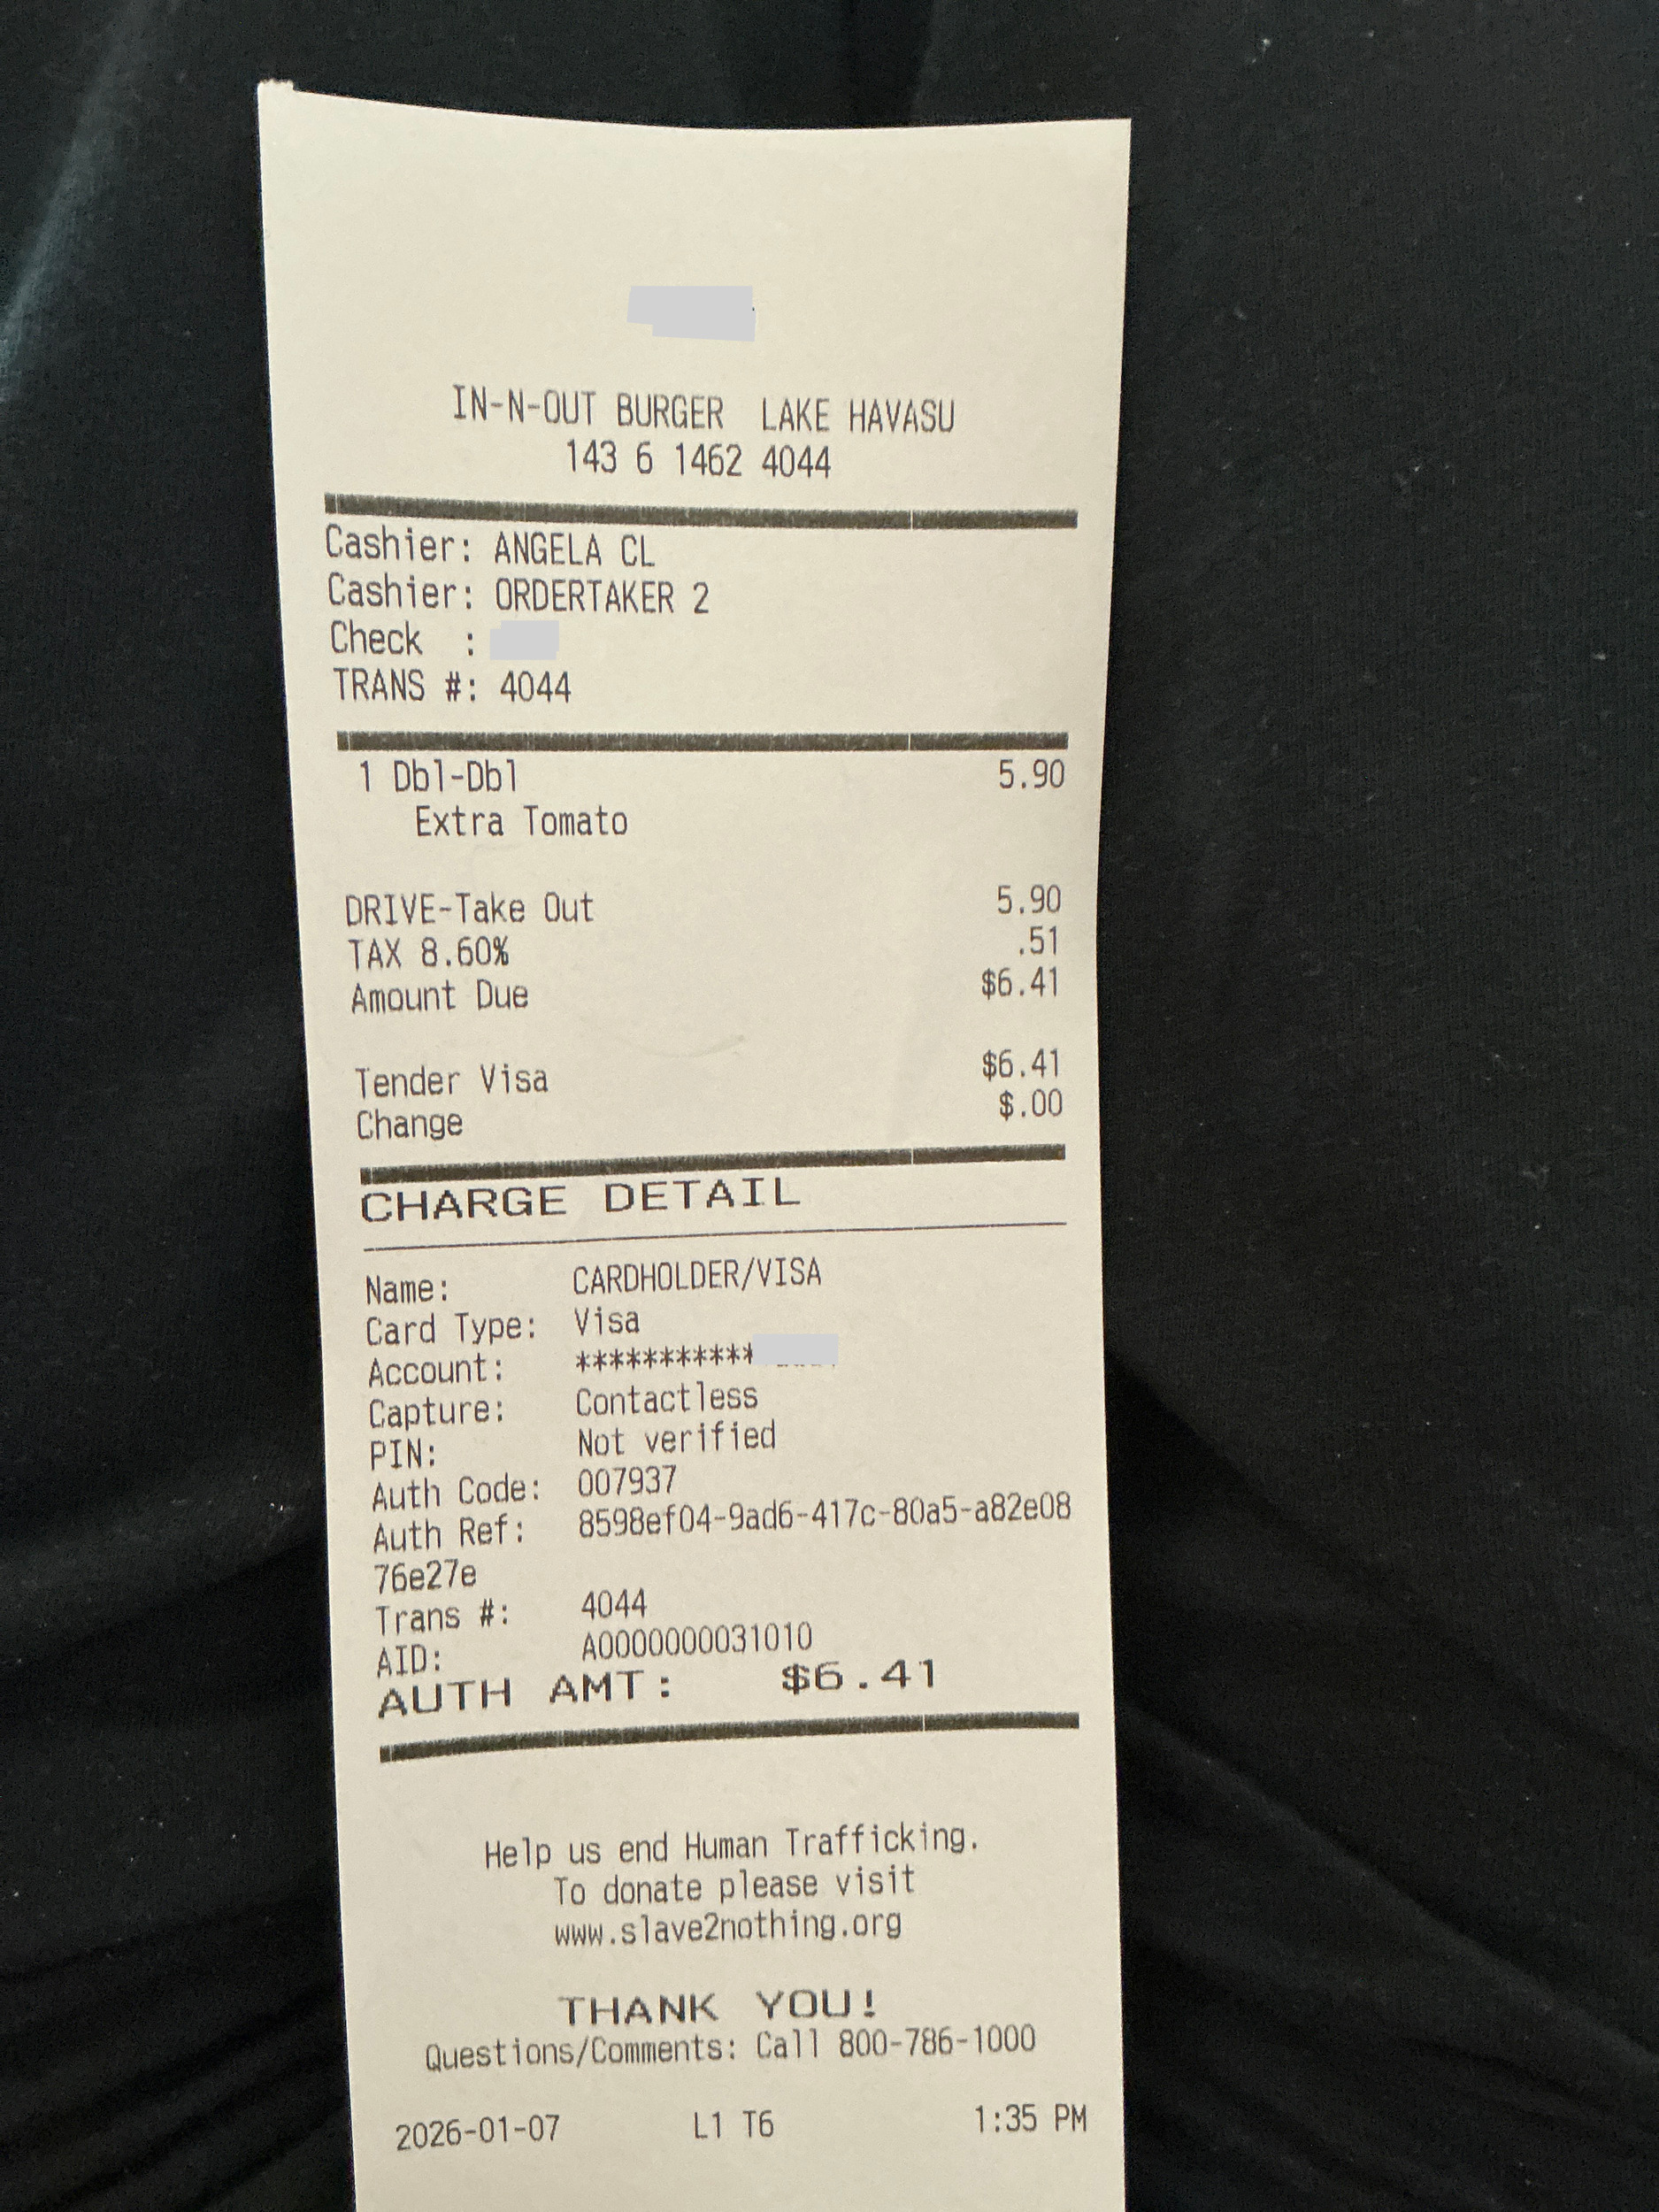 IN-N-OUT BURGER  LAKE HAVASU
143 6 1462 4044
Cashier: ANGELA CL
Cashier: ORDERTAKER 2
Check  :
TRANS #: 4044
1 Dbl-Dbl 5.90
Extra Tomato
DRIVE-Take Out 5.90
TAX 8.60% .51
Amount Due $6.41
Tender Visa $6.41
Change $.00
CHARGE DETAIL
Name: CARDHOLDER/VISA
Card Type: Visa
Account: ***********
Capture: Contactless
PIN: Not verified
Auth Code: 007937
Auth Ref: 8598ef04-9ad6-417c-80a5-a82e08
76e27e
Trans #: 4044
AID: A0000000031010
AUTH AMT: $6.41
Help us end Human Trafficking.
To donate please visit
www.slave2nothing.org
THANK YOU!
Questions/Comments: Call 800-786-1000
2026-01-07 L1 T6 1:35 PM